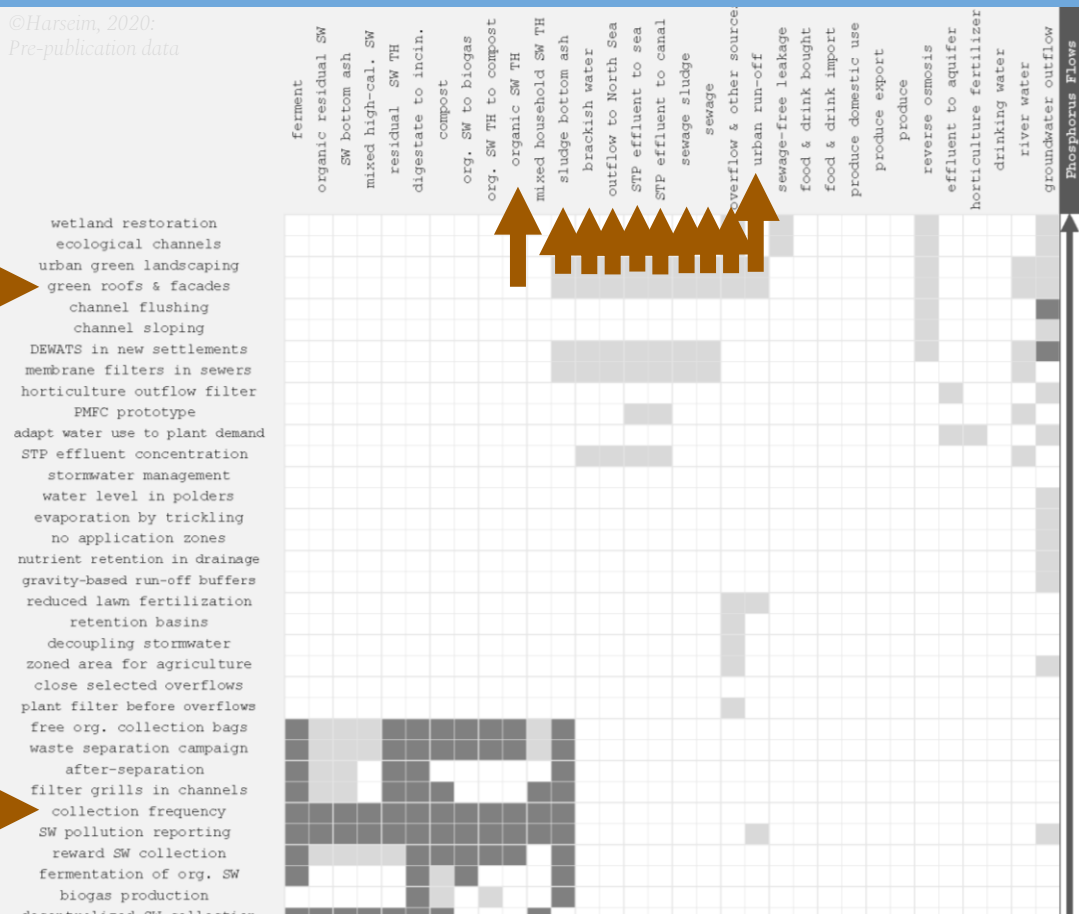 ©Harseim, 2020:
Pre-publication data
ferment
organic residual SW
SW bottom ash
mixed high-cal. SW
residual SW TH
digestate to incin.
compost
org. SW to biogas
org. SW TH to compost
organic SW TH
mixed household SW TH
sludge bottom ash
brackish water
outflow to North Sea
STP effluent to sea
STP effluent to canal
sewage sludge
sewage
overflow & other source
urban run-off
sewage-free leakage
food & drink bought
food & drink import
produce domestic use
produce export
produce
reverse osmosis
effluent to aquifer
horticulture fertilizer
drinking water
river water
groundwater outflow
Phosphorus Flows
wetland restoration
ecological channels
urban green landscaping
green roofs & facades
channel flushing
channel sloping
DEWATS in new settlements
membrane filters in sewers
horticulture outflow filter
PMFC prototype
adapt water use to plant demand
STP effluent concentration
stormwater management
water level in polders
evaporation by trickling
no application zones
nutrient retention in drainage
gravity-based run-off buffers
reduced lawn fertilization
retention basins
decoupling stormwater
zoned area for agriculture
close selected overflows
plant filter before overflows
free org. collection bags
waste separation campaign
after-separation
filter grills in channels
collection frequency
SW pollution reporting
reward SW collection
fermentation of org. SW
biogas production